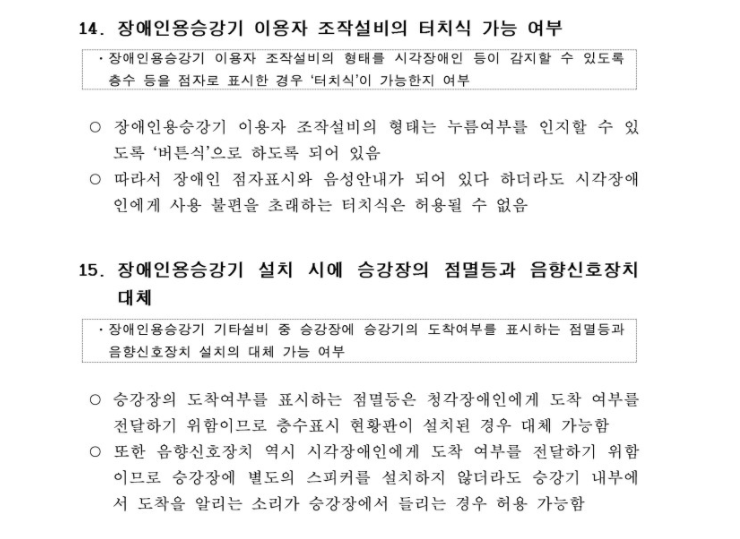 14. 장애인용승강기 이용자 조작설비의 터치식 가능 여부
· 장애인용승강기 이용자 조작설비의 형태를 시각장애인 등이 감지할 수 있도록
층수 등을 점자로 표시한 경우 '터치식'이 가능한지 여부
○ 장애인용승강기 이용자 조작설비의 형태는 누름여부를 인지할 수 있
도록 '버튼식'으로 하도록 되어 있음
○ 따라서 장애인 점자표시와 음성안내가 되어 있다 하더라도 시각장애
인에게 사용 불편을 초래하는 터치식은 허용될 수 없음
15. 장애인용승강기 설치 시에 승강장의 점멸등과 음향신호장치
대체
· 장애인용승강기 기타설비 중 승강장에 승강기의 도착여부를 표시하는 점멸등과
음향신호장치 설치의 대체 가능 여부
○ 승강장의 도착여부를 표시하는 점멸등은 청각장애인에게 도착 여부를
전달하기 위함이므로 층수표시 현황판이 설치된 경우 대체 가능함
○ 또한 음향신호장치 역시 시각장애인에게 도착 여부를 전달하기 위함
이므로 승강장에 별도의 스피커를 설치하지 않더라도 승강기 내부에
서 도착을 알리는 소리가 승강장에서 들리는 경우 허용 가능함